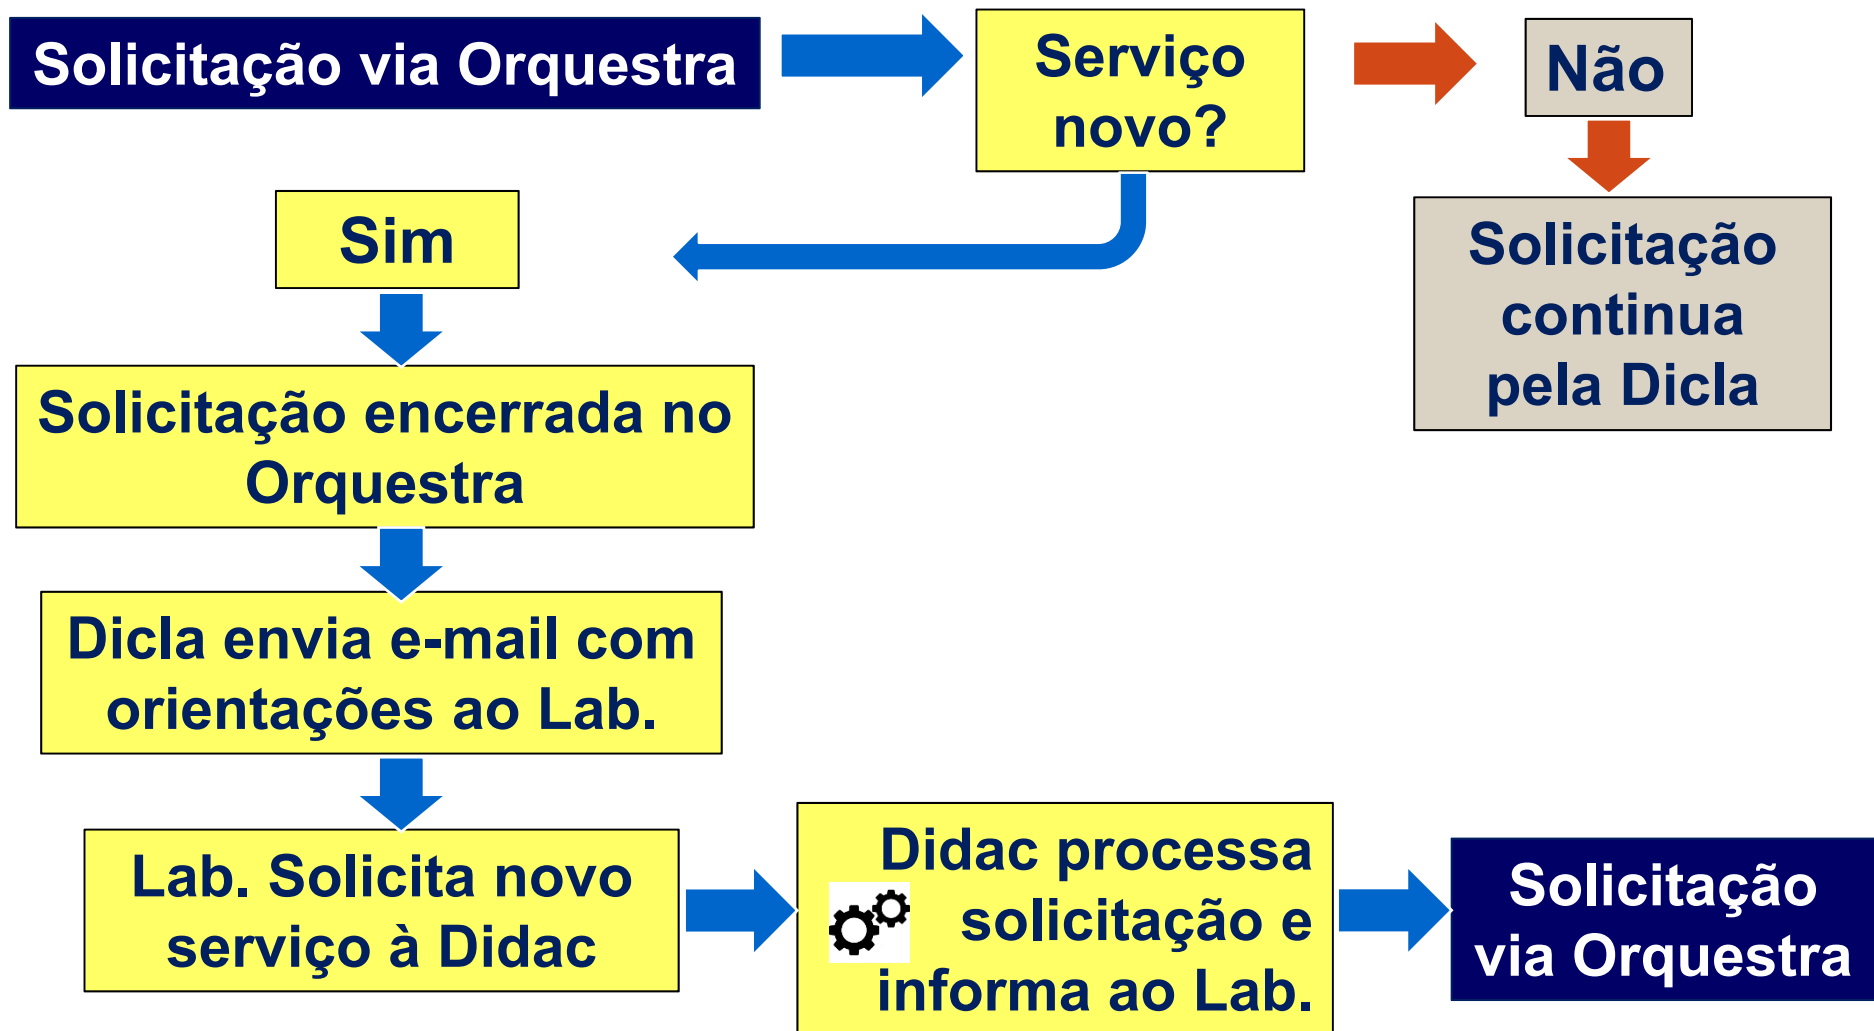 Solicitação via Orquestra
Serviço
novo?
Não
Sim
Solicitação
continua
pela Dicla
Solicitação encerrada no
Orquestra
Dicla envia e-mail com
orientações ao Lab.
Lab. Solicita novo
serviço à Didac
Didac processa
solicitação e
informa ao Lab.
Solicitação
via Orquestra